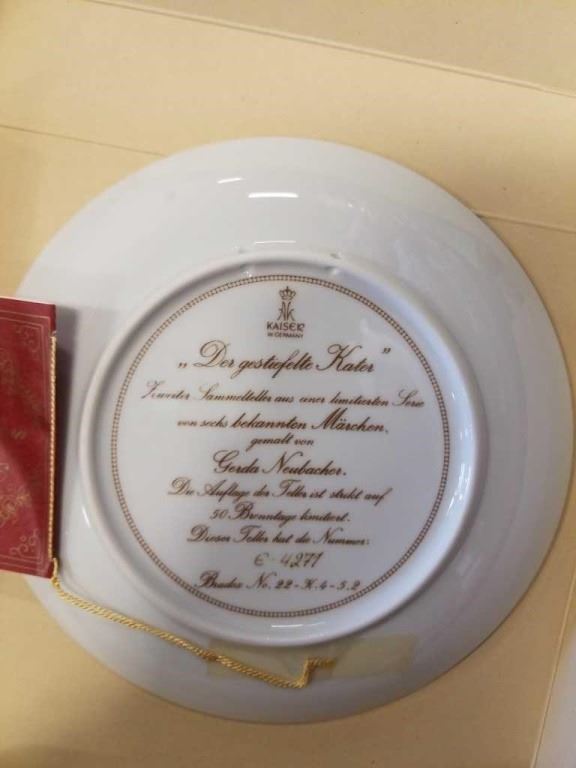 KAISER
W. GERMANY
„Der gestiefelte Kater"
Zweiter Sammelteller aus einer limitierten Serie
von sechs bekannten Märchen,
gemalt von
Gerda Neubacher.
Die Auflage der Teller ist strikt auf
50 Brenntage limitiert.
Dieser Teller hat die Nummer:
E-4271
Bradex No. 22-K.4-5.2